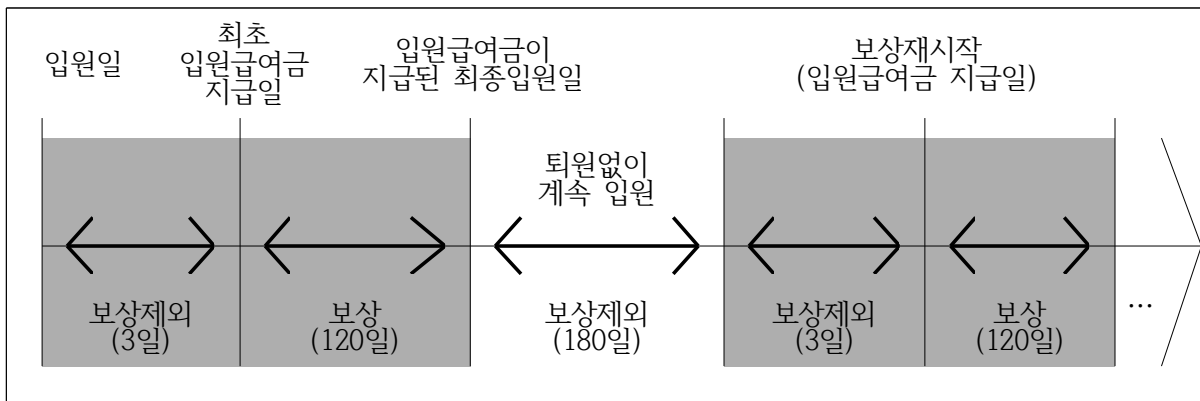 입원일
최초
입원급여금
지급일
입원급여금이
지급된 최종입원일
보상재시작
(입원급여금 지급일)
퇴원없이
계속 입원
보상제외
(3일)
보상
(120일)
보상제외
(180일)
보상제외
(3일)
보상
(120일)
…